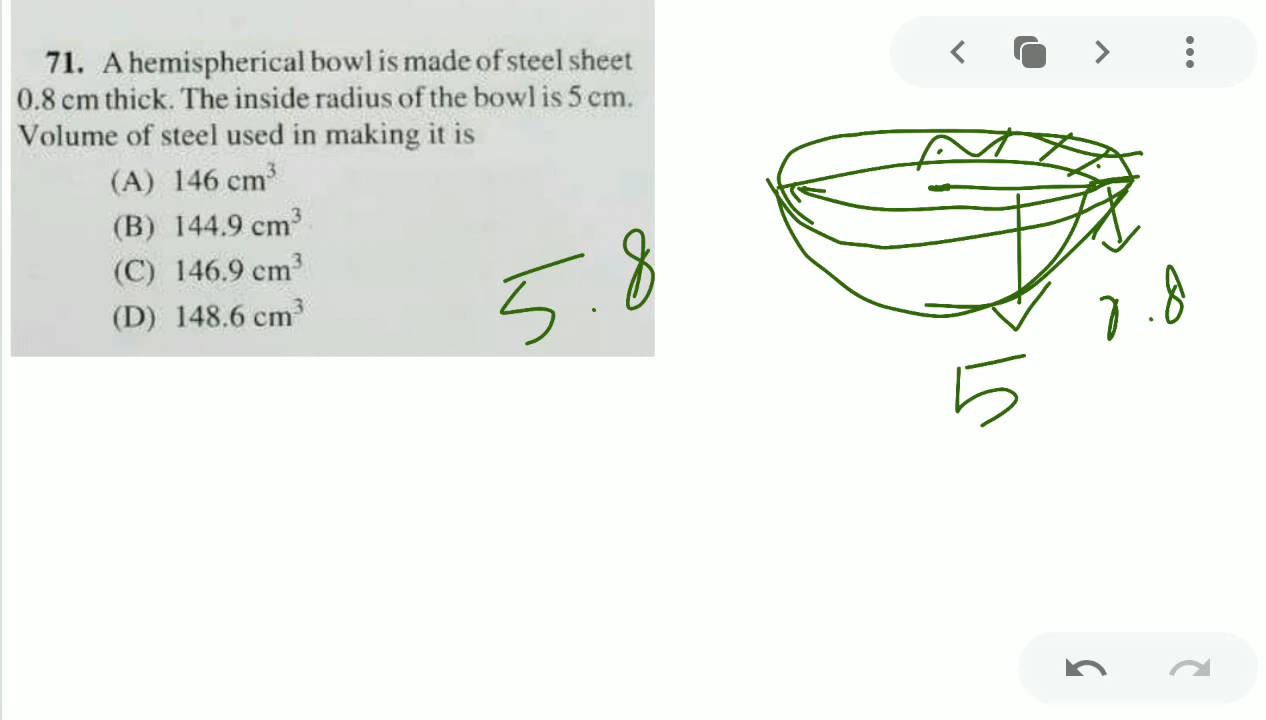 71. A hemispherical bowl is made of steel sheet
0.8 cm thick. The inside radius of the bowl is 5 cm.
Volume of steel used in making it is
(A) 146 cm³
(B) 144.9 cm³
(C) 146.9 cm³
(D) 148.6 cm³
5.8
.8
5